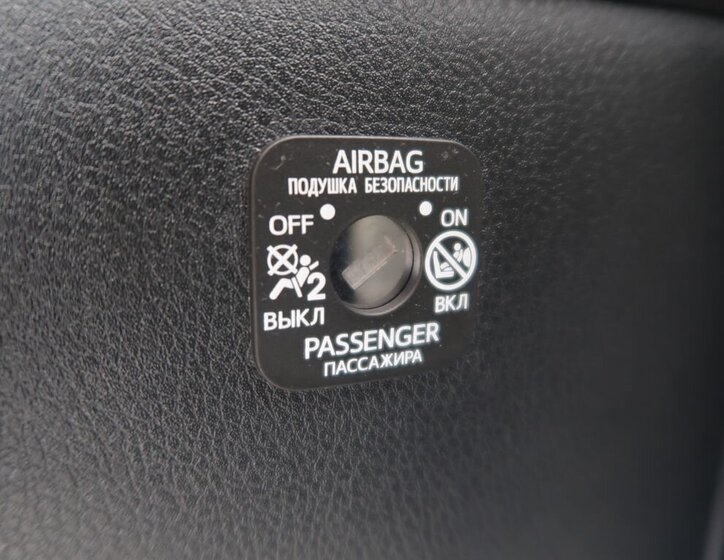 AIRBAG
ПОДУШКА БЕЗОПАСНОСТИ
OFF ON
2
ВЫКЛ ВКЛ
PASSENGER
ПАССАЖИРА